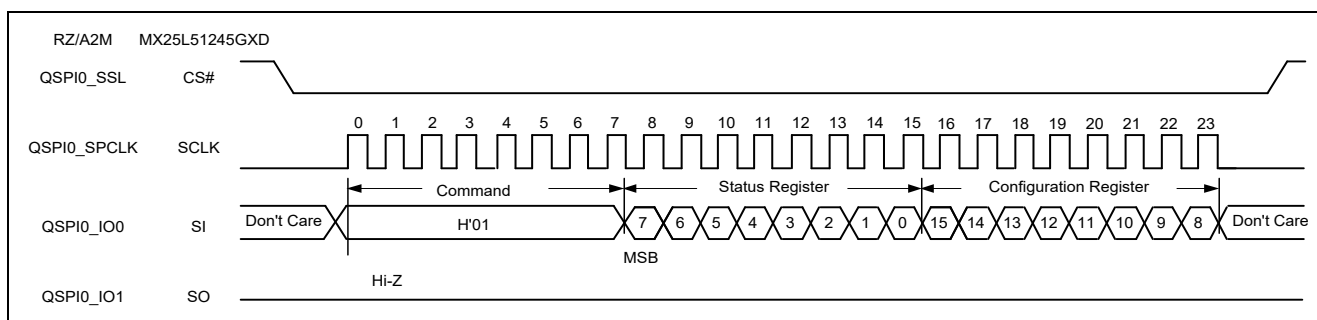 RZ/A2M MX25L51245GXD
QSPI0_SSL CS#
0 1 2 3 4 5 6 7 8 9 10 11 12 13 14 15 16 17 18 19 20 21 22 23
QSPI0_SPCLK SCLK
Command Status Register Configuration Register
QSPI0_IO0 SI Don't Care H'01 7 6 5 4 3 2 1 0 15 14 13 12 11 10 9 8 Don't Care
MSB
Hi-Z
QSPI0_IO1 SO